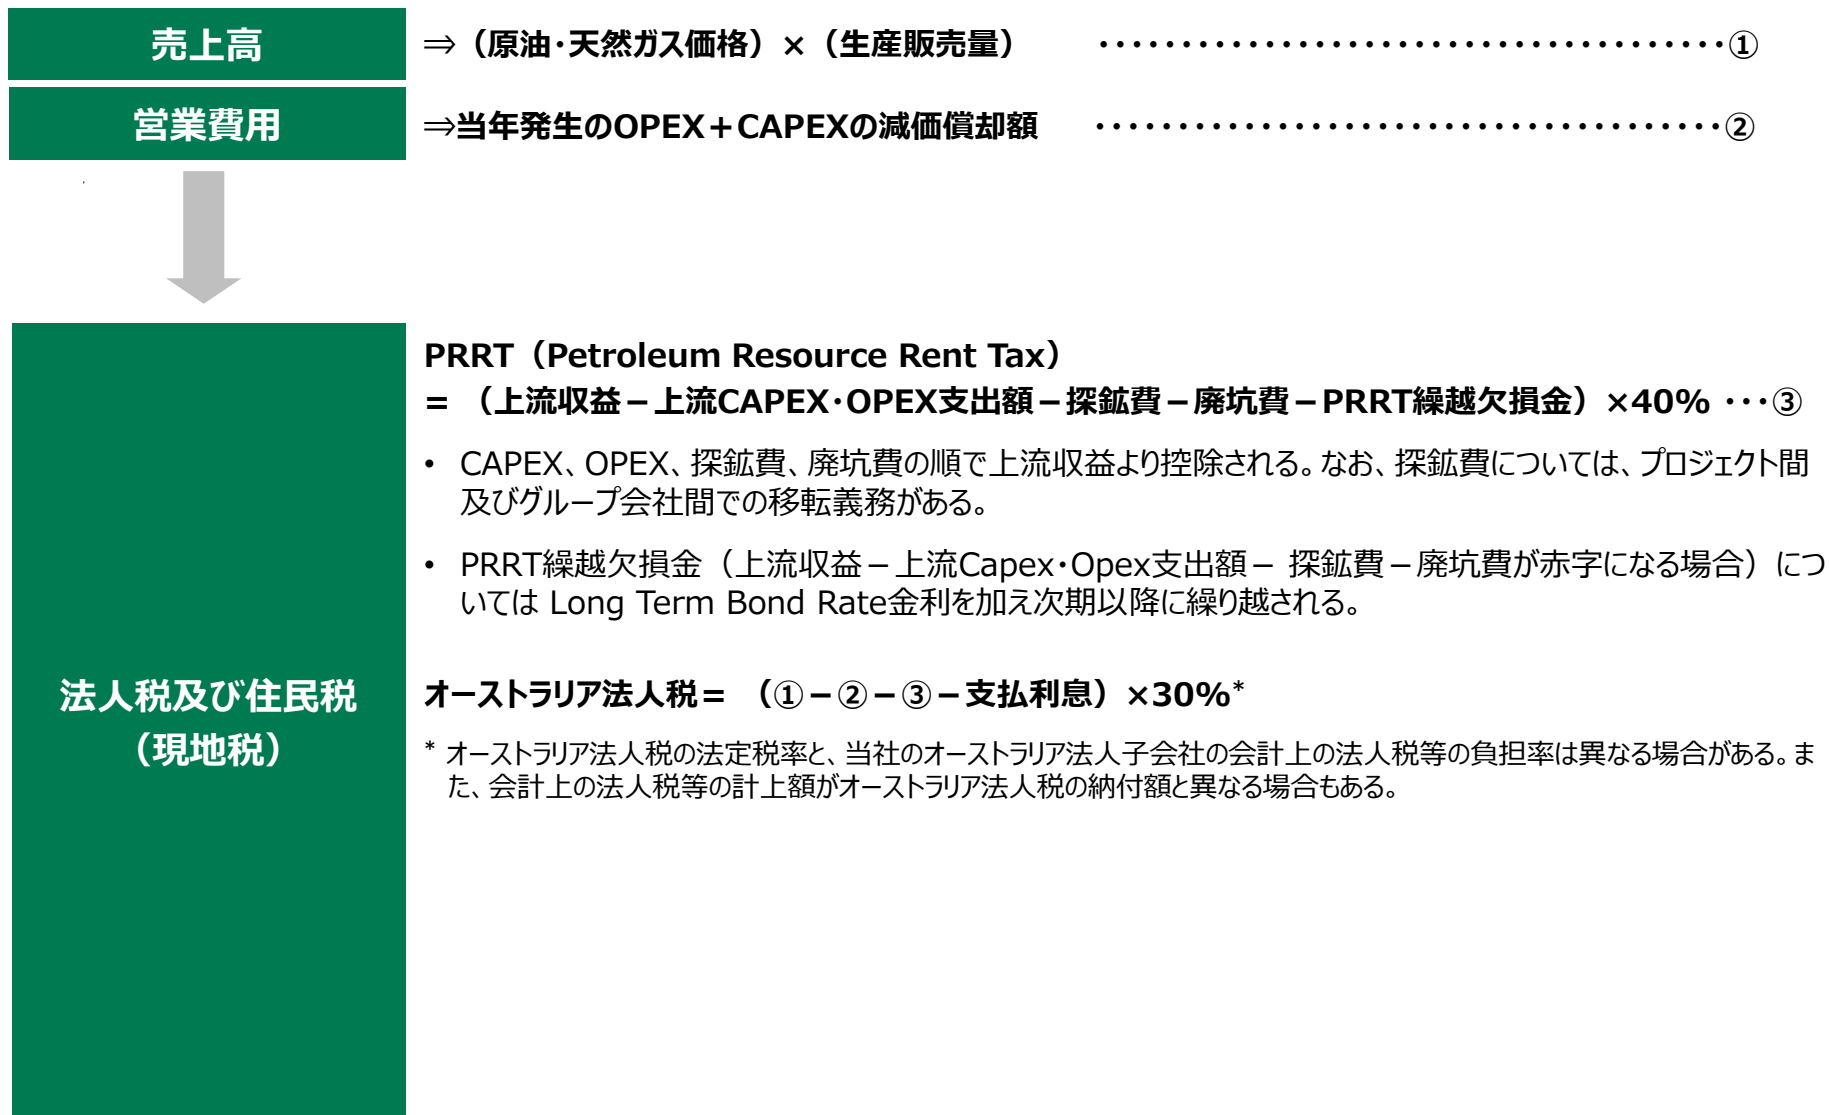 売上高
⇒（原油･天然ガス価格）×（生産販売量） ･･････････････････････････････････････①
営業費用
⇒当年発生のOPEX＋CAPEXの減価償却額 ･･････････････････････････････････････②
法人税及び住民税
（現地税）
PRRT（Petroleum Resource Rent Tax）
= （上流収益－上流CAPEX･OPEX支出額－探鉱費－廃坑費－PRRT繰越欠損金）×40% ･･･③
• CAPEX、OPEX、探鉱費、廃坑費の順で上流収益より控除される。なお、探鉱費については、プロジェクト間
及びグループ会社間での移転義務がある。
• PRRT繰越欠損金（上流収益－上流Capex･Opex支出額－ 探鉱費－廃坑費が赤字になる場合）につ
いては Long Term Bond Rate金利を加え次期以降に繰り越される。
オーストラリア法人税= （①－②－③－支払利息）×30%*
* オーストラリア法人税の法定税率と、当社のオーストラリア法人子会社の会計上の法人税等の負担率は異なる場合がある。ま
た、会計上の法人税等の計上額がオーストラリア法人税の納付額と異なる場合もある。